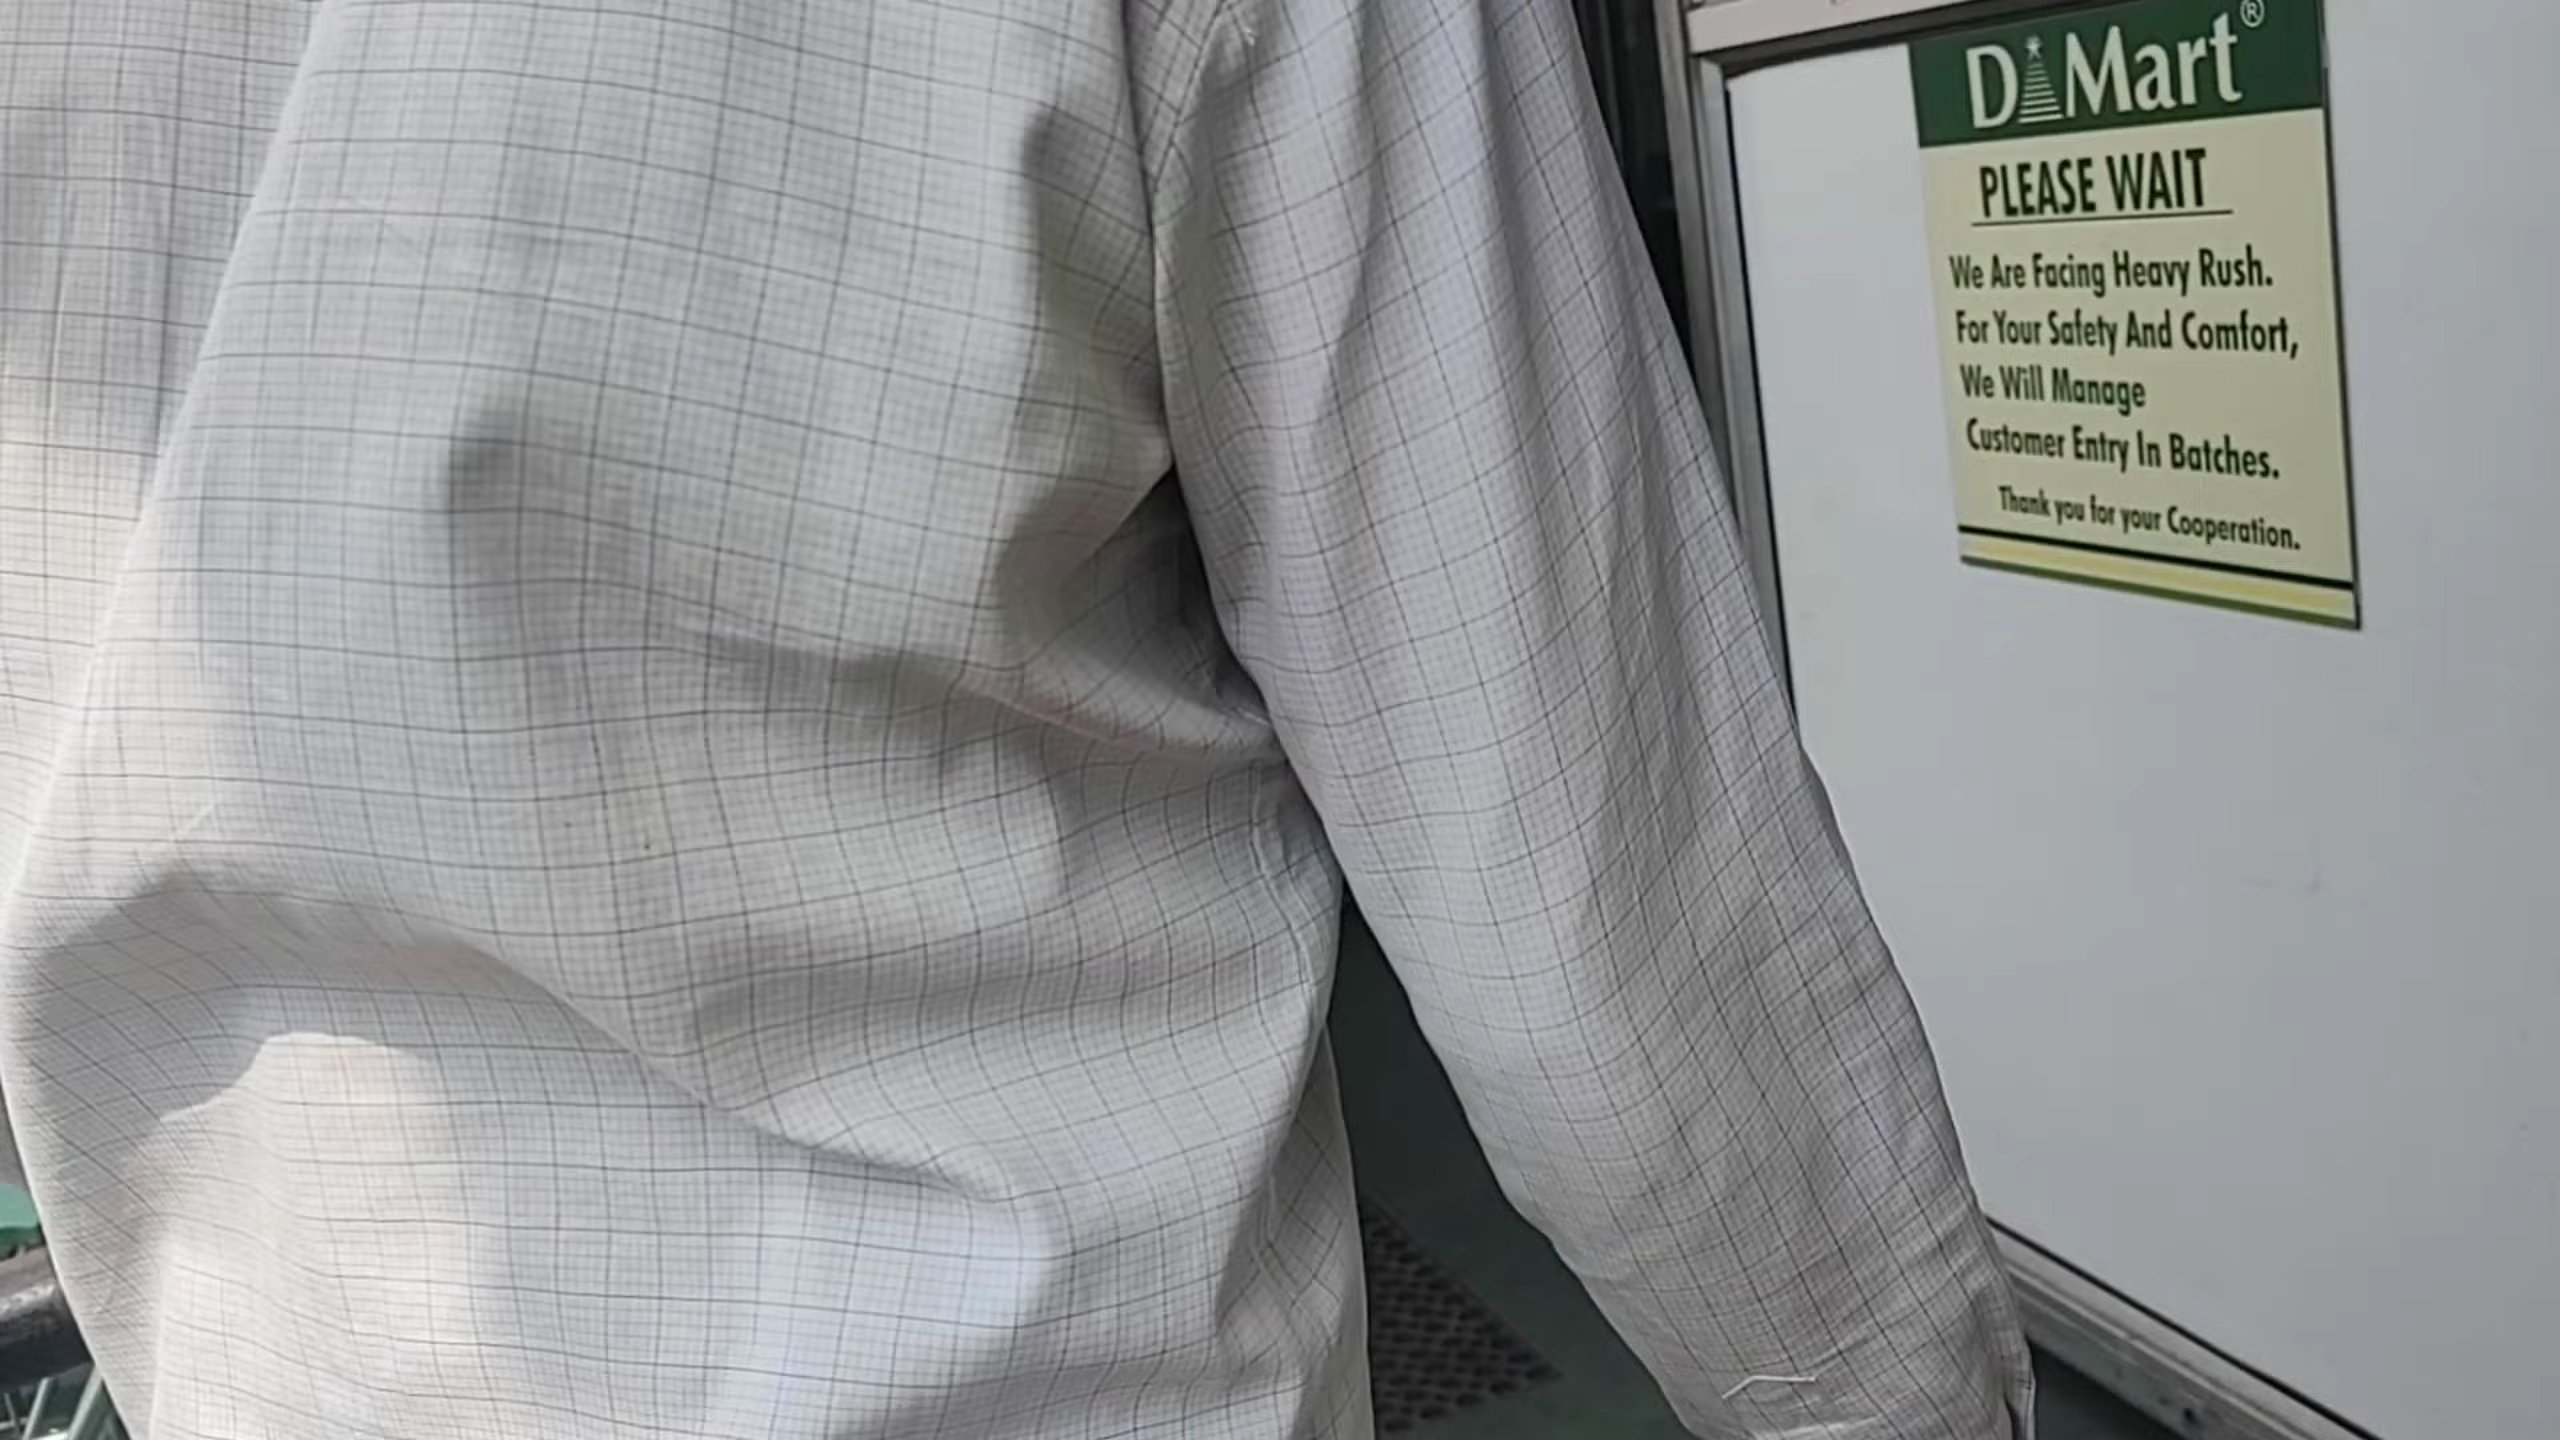 D Mart®
PLEASE WAIT
We Are Facing Heavy Rush.
For Your Safety And Comfort,
We Will Manage
Customer Entry In Batches.
Thank you for your Cooperation.